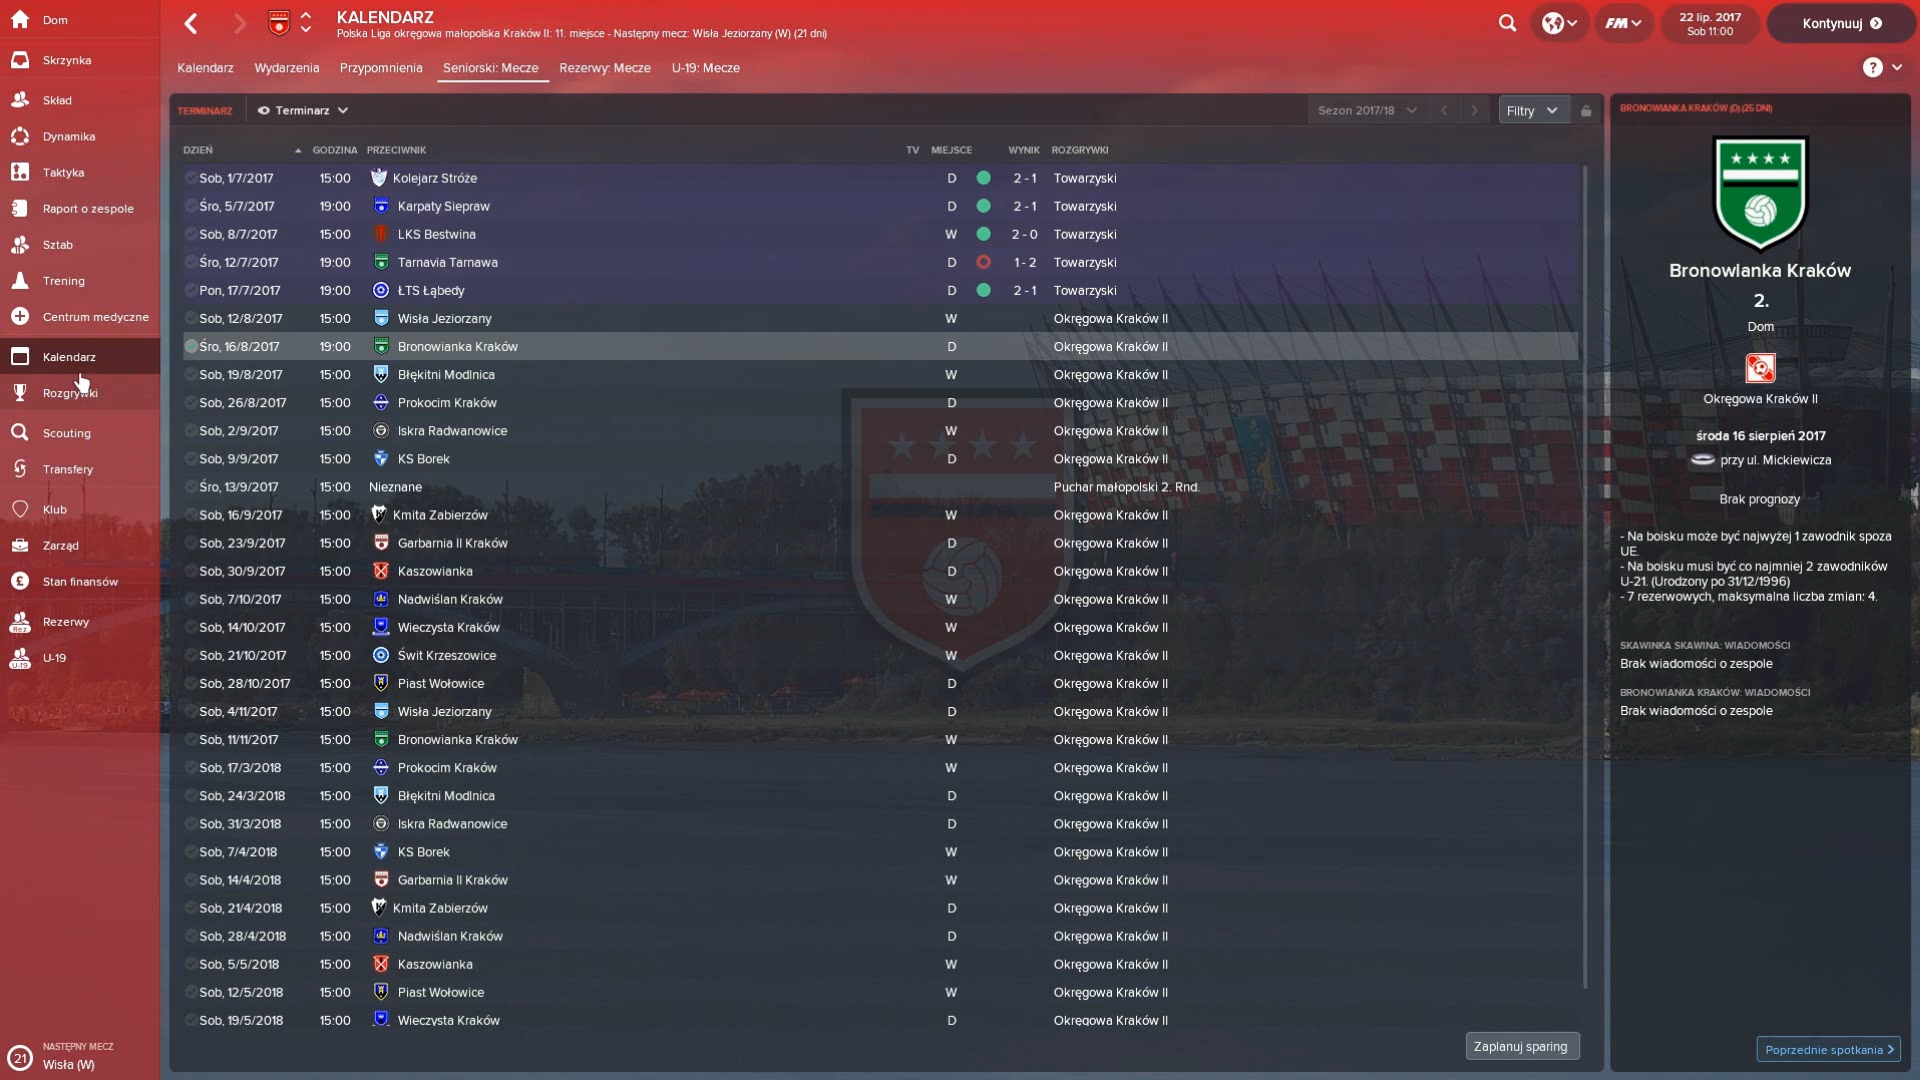 Dom
Skrzynka
Skład
Dynamika
Taktyka
Raport o zespole
Sztab
Trening
Centrum medyczne
Kalendarz
Rozgrywki
Scouting
Transfery
Klub
Zarząd
Stan finansów
Rez
Rezerwy
U-19
U-19
21
NASTĘPNY MECZ
Wisła (W)
KALENDARZ
Polska Liga okręgowa małopolska Kraków II: 11. miejsce - Następny mecz: Wisła Jeziorzany (W) (21 dni)
FM
22 lip. 2017
Sob 11:00
Kontynuuj
Kalendarz Wydarzenia Przypomnienia Seniorski: Mecze Rezerwy: Mecze U-19: Mecze
?
TERMINARZ Terminarz Sezon 2017/18 Filtry
DZIEŃ GODZINA PRZECIWNIK TV MIEJSCE WYNIK ROZGRYWKI
Sob, 1/7/2017 15:00 Kolejarz Stróże D 2 - 1 Towarzyski
Śro, 5/7/2017 19:00 Karpaty Siepraw D 2 - 1 Towarzyski
Sob, 8/7/2017 15:00 LKS Bestwina W 2 - 0 Towarzyski
Śro, 12/7/2017 19:00 Tarnavia Tarnawa D 1 - 2 Towarzyski
Pon, 17/7/2017 19:00 ŁTS Łąbedy D 2 - 1 Towarzyski
Sob, 12/8/2017 15:00 Wisła Jeziorzany W Okręgowa Kraków II
Śro, 16/8/2017 19:00 Bronowianka Kraków D Okręgowa Kraków II
Sob, 19/8/2017 15:00 Błękitni Modlnica W Okręgowa Kraków II
Sob, 26/8/2017 15:00 Prokocim Kraków D Okręgowa Kraków II
Sob, 2/9/2017 15:00 Iskra Radwanowice W Okręgowa Kraków II
Sob, 9/9/2017 15:00 KS Borek D Okręgowa Kraków II
Śro, 13/9/2017 15:00 Nieznane Puchar małopolski 2. Rnd.
Sob, 16/9/2017 15:00 Kmita Zabierzów W Okręgowa Kraków II
Sob, 23/9/2017 15:00 Garbarnia II Kraków D Okręgowa Kraków II
Sob, 30/9/2017 15:00 Kaszowianka D Okręgowa Kraków II
Sob, 7/10/2017 15:00 Nadwiślan Kraków W Okręgowa Kraków II
Sob, 14/10/2017 15:00 Wieczysta Kraków W Okręgowa Kraków II
Sob, 21/10/2017 15:00 Świt Krzeszowice W Okręgowa Kraków II
Sob, 28/10/2017 15:00 Piast Wołowice D Okręgowa Kraków II
Sob, 4/11/2017 15:00 Wisła Jeziorzany D Okręgowa Kraków II
Sob, 11/11/2017 15:00 Bronowianka Kraków W Okręgowa Kraków II
Sob, 17/3/2018 15:00 Prokocim Kraków W Okręgowa Kraków II
Sob, 24/3/2018 15:00 Błękitni Modlnica D Okręgowa Kraków II
Sob, 31/3/2018 15:00 Iskra Radwanowice D Okręgowa Kraków II
Sob, 7/4/2018 15:00 KS Borek W Okręgowa Kraków II
Sob, 14/4/2018 15:00 Garbarnia II Kraków W Okręgowa Kraków II
Sob, 21/4/2018 15:00 Kmita Zabierzów D Okręgowa Kraków II
Sob, 28/4/2018 15:00 Nadwiślan Kraków D Okręgowa Kraków II
Sob, 5/5/2018 15:00 Kaszowianka W Okręgowa Kraków II
Sob, 12/5/2018 15:00 Piast Wołowice W Okręgowa Kraków II
Sob, 19/5/2018 15:00 Wieczysta Kraków D Okręgowa Kraków II
Zaplanuj sparing
BRONOWIANKA KRAKÓW (D) (25 DNI)
Bronowianka Kraków
2.
Dom
Okręgowa Kraków II
środa 16 sierpień 2017
przy ul. Mickiewicza
Brak prognozy
- Na boisku może być najwyżej 1 zawodnik spoza
UE.
- Na boisku musi być co najmniej 2 zawodników
U-21. (Urodzony po 31/12/1996)
- 7 rezerwowych, maksymalna liczba zmian: 4.
SKAWINKA SKAWINA: WIADOMOŚCI
Brak wiadomości o zespole
BRONOWIANKA KRAKÓW: WIADOMOŚCI
Brak wiadomości o zespole
Poprzednie spotkania